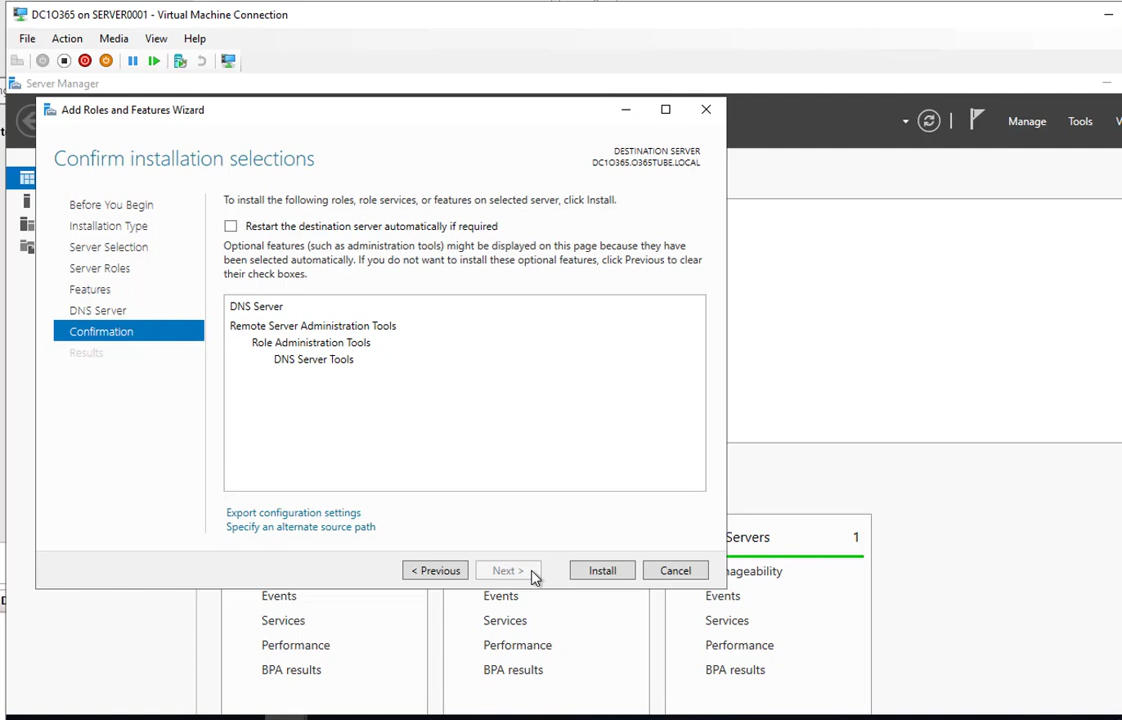 DC1O365 on SERVER0001 - Virtual Machine Connection
File Action Media View Help
Server Manager
Add Roles and Features Wizard
Manage Tools
Confirm installation selections
DESTINATION SERVER
DC1O365.O365TUBE.LOCAL
Before You Begin
Installation Type
Server Selection
Server Roles
Features
DNS Server
Confirmation
Results
To install the following roles, role services, or features on selected server, click Install.
Restart the destination server automatically if required
Optional features (such as administration tools) might be displayed on this page because they have
been selected automatically. If you do not want to install these optional features, click Previous to clear
their check boxes.
DNS Server
Remote Server Administration Tools
Role Administration Tools
DNS Server Tools
Export configuration settings
Specify an alternate source path
< Previous Next > Install Cancel
Servers 1
nageability
Events Events Events
Services Services Services
Performance Performance Performance
BPA results BPA results BPA results